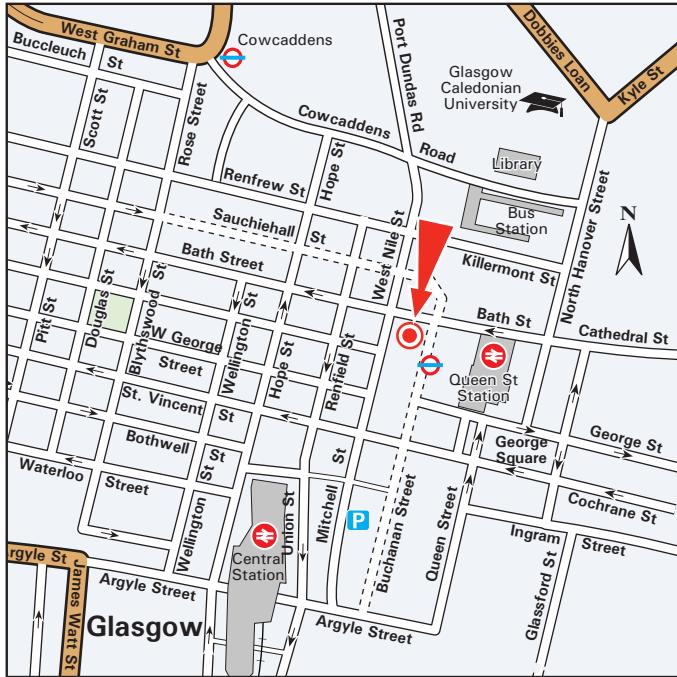 West Graham St
Cowcaddens
Port Dundas Rd
Dobbies Loan
Kyle St
Buccleuch
St
Scott St
Rose Street
Glasgow
Caledonian
University
Cowcaddens
Road
Library
Hope St
Renfrew St
Bus
Station
North Hanover Street
N
Sauchiehall
St
West Nile St
Killermont St
Bath Street
Bath St
Cathedral St
Pitt St
Douglas St
Blythswood
St
W George
Street
Wellington
St
Hope St
Renfield St
Queen St
Station
St. Vincent
St
Bothwell
St
Waterloo
Street
George
Square
George St
Cochrane St
Ingram
Street
Wellington
St
Union St
Mitchell
St
P
Buchanan Street
Queen Street
Glassford St
Central
Station
Argyle St
James Watt St
Argyle Street
Argyle Street
Glasgow